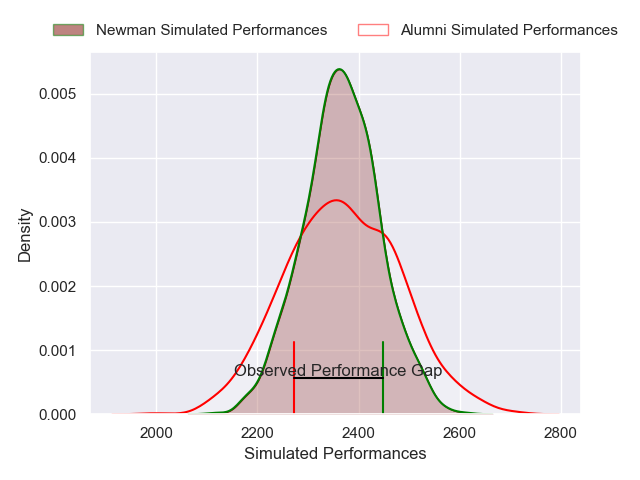 Newman Simulated Performances
Alumni Simulated Performances
0.005
0.004
0.003
0.002
0.001
0.000
Density
Observed Performance Gap
2000 2200 2400 2600 2800
Simulated Performances